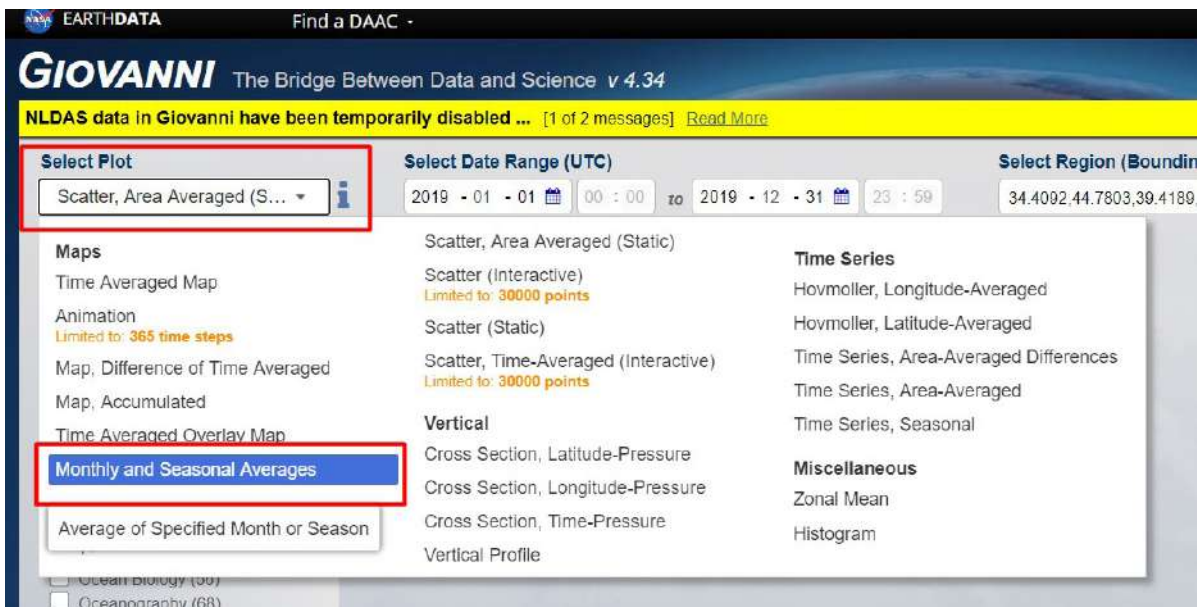 NASA EARTHDATA Find a DAAC -
GIOVANNI The Bridge Between Data and Science v 4.34
NLDAS data in Giovanni have been temporarily disabled ... [1 of 2 messages] Read More
Select Plot
Scatter, Area Averaged (S...
Select Date Range (UTC)
2019 - 01 - 01 00 : 00 to 2019 - 12 - 31 23 : 59
Select Region (Boundin
34.4092,44.7803,39.4189,
Maps
Time Averaged Map
Animation
Limited to: 365 time steps
Map, Difference of Time Averaged
Map, Accumulated
Time Averaged Overlay Map
Monthly and Seasonal Averages
Average of Specified Month or Season
Scatter, Area Averaged (Static)
Scatter (Interactive)
Limited to: 30000 points
Scatter (Static)
Scatter, Time-Averaged (Interactive)
Limited to: 30000 points
Vertical
Cross Section, Latitude-Pressure
Cross Section, Longitude-Pressure
Cross Section, Time-Pressure
Vertical Profile
Time Series
Hovmoller, Longitude-Averaged
Hovmoller, Latitude-Averaged
Time Series, Area-Averaged Differences
Time Series, Area-Averaged
Time Series, Seasonal
Miscellaneous
Zonal Mean
Histogram
Ocean Biology (56)
Oceanography (68)